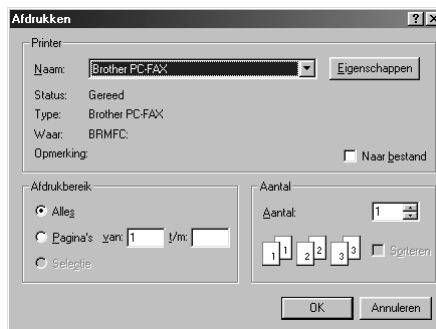 Afdrukken
Printer
Naam: Brother PC-FAX Eigenschappen
Status: Gereed
Type: Brother PC-FAX
Waar: BRMFC:
Opmerking: Naar bestand
Afdrukbereik
Alles
Pagina's van: 1 t/m:
Selectie
Aantal
Aantal: 1
1 1 2 2 3 3 Sorteren
OK Annuleren